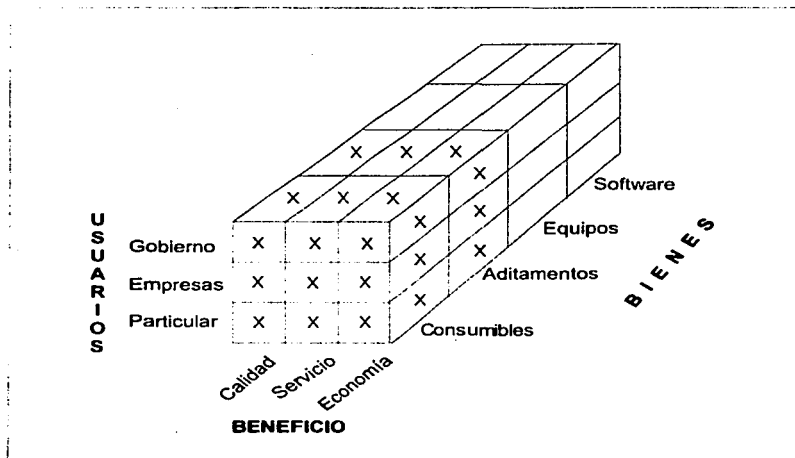 X X X
X X X X
Software
X X X X
X
Equipos
USUARIOS
Gobierno X X X
X
BIENES
Empresas X X X
Aditamentos
Particular X X X
X
Consumibles
Calidad Servicio Economía
BENEFICIO